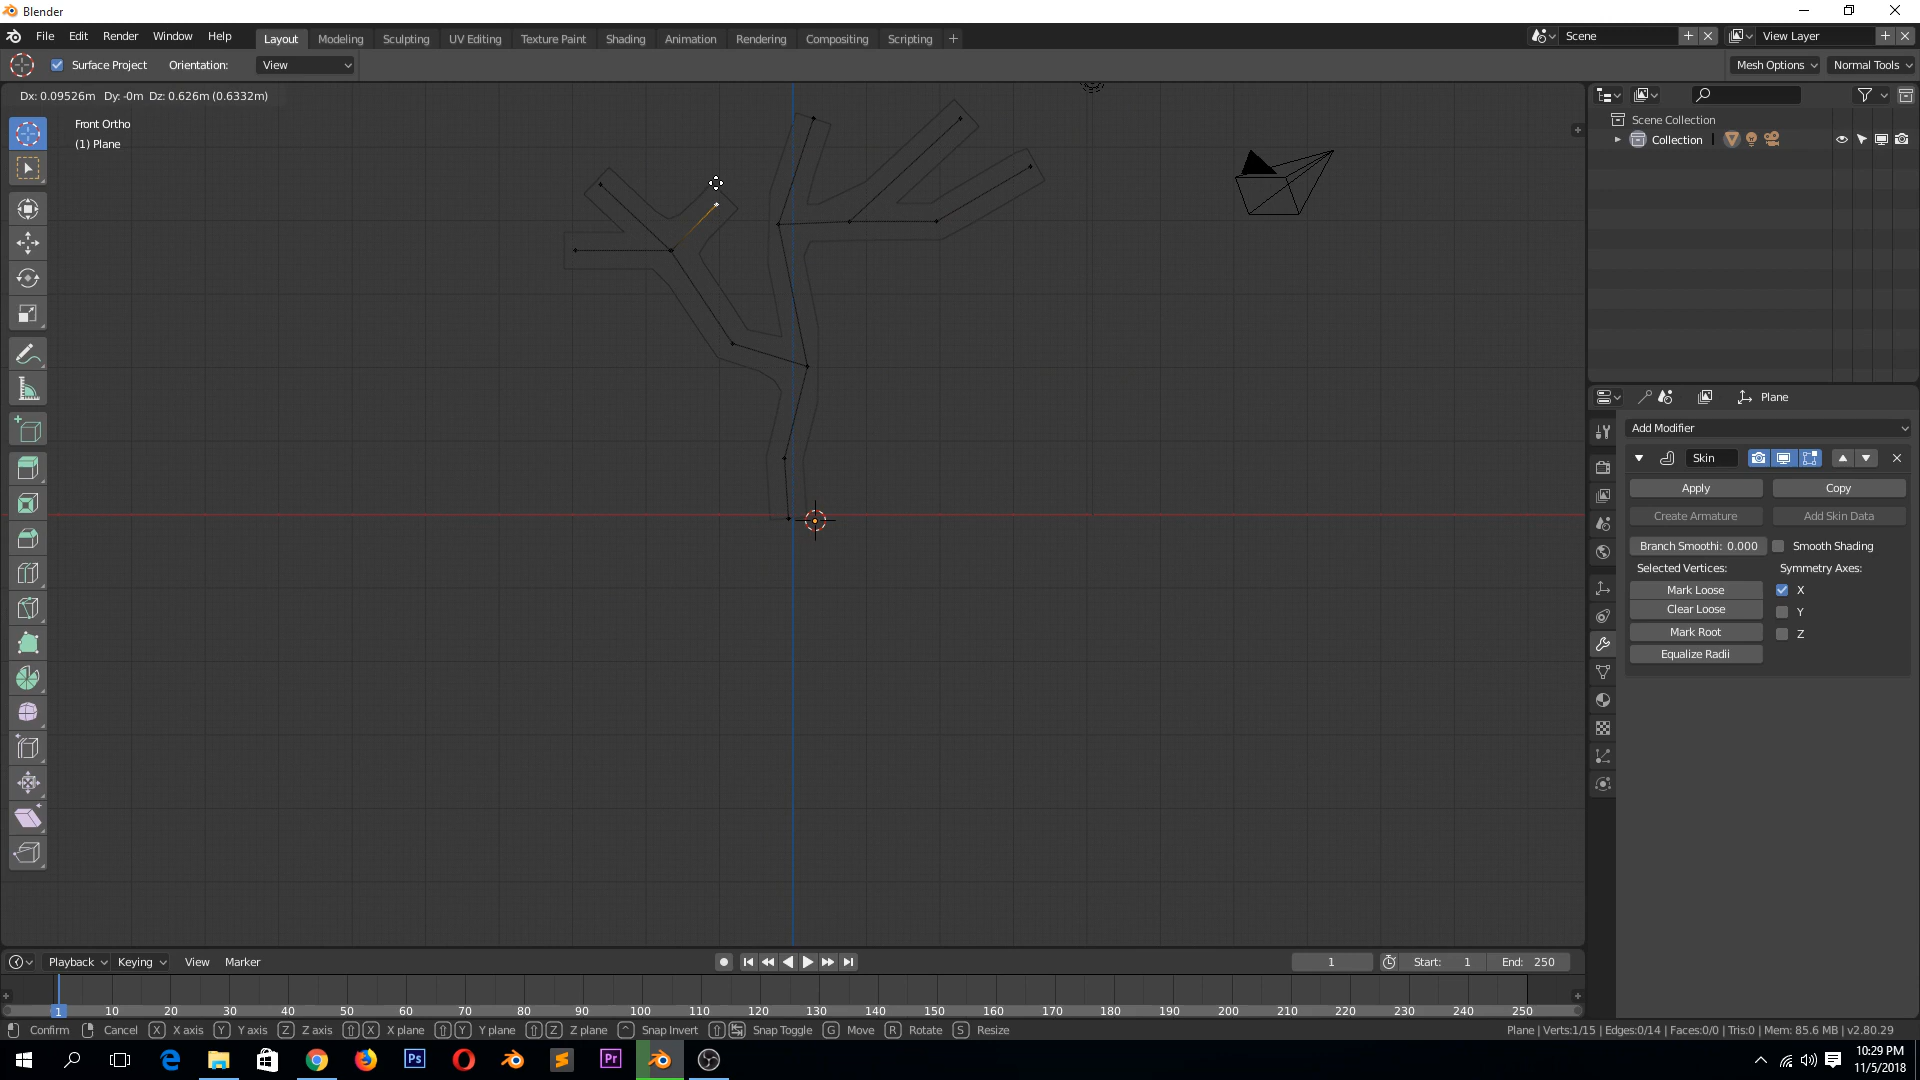 Blender
File Edit Render Window Help
Layout Modeling Sculpting UV Editing Texture Paint Shading Animation Rendering Compositing Scripting +
Scene
View Layer
Surface Project Orientation: View
Mesh Options Normal Tools
Dx: 0.09526m Dy: -0m Dz: 0.626m (0.6332m)
Front Ortho
(1) Plane
Scene Collection
Collection
Plane
Add Modifier
Skin
Apply Copy
Create Armature Add Skin Data
Branch Smoothi: 0.000 Smooth Shading
Selected Vertices: Symmetry Axes:
Mark Loose X
Clear Loose Y
Mark Root Z
Equalize Radii
Playback Keying View Marker
1 Start: 1 End: 250
1 10 20 30 40 50 60 70 80 90 100 110 120 130 140 150 160 170 180 190 200 210 220 230 240 250
Confirm Cancel X X axis Y Y axis Z Z axis X X plane Y Y plane Z Z plane Snap Invert Snap Toggle G Move R Rotate S Resize
Plane | Verts:1/15 | Edges:0/14 | Faces:0/0 | Tris:0 | Mem: 85.6 MB | v2.80.29
Ps Pr
10:29 PM
11/5/2018